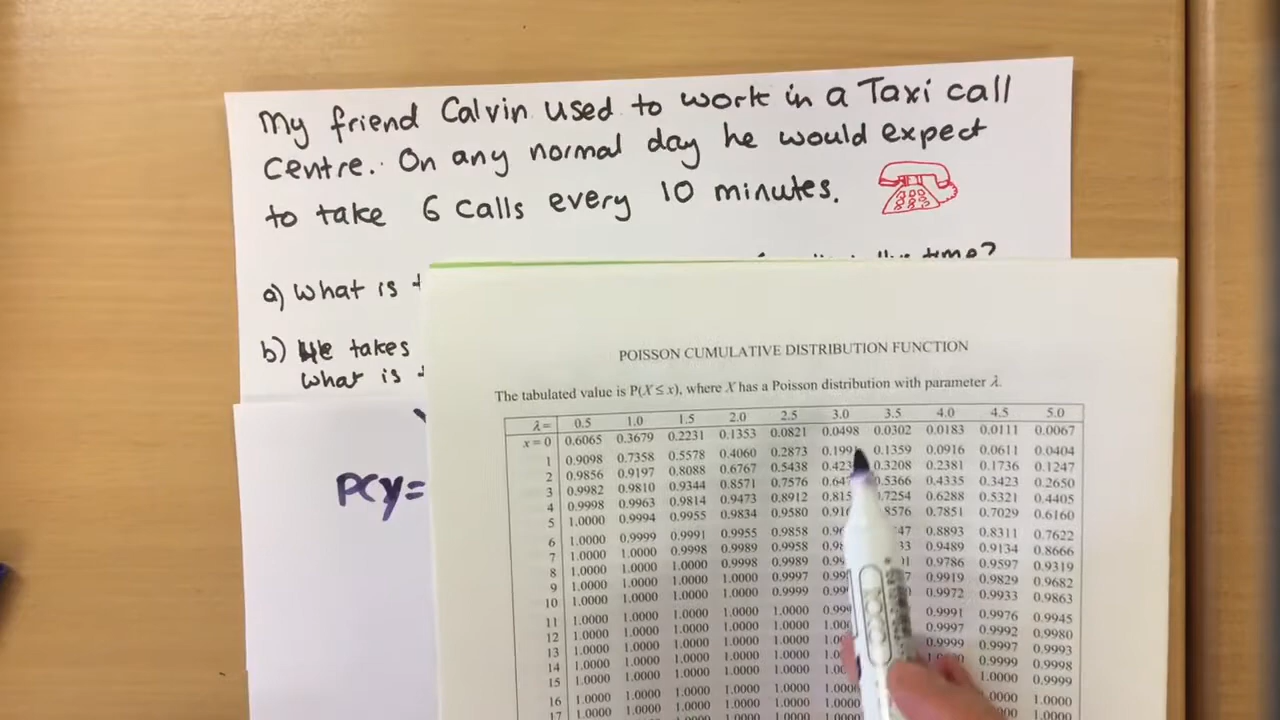 My friend Calvin used to work in a Taxi call
centre. On any normal day he would expect
to take 6 calls every 10 minutes.
time?
a) What is
b) He takes
What is
P(Y=
POISSON CUMULATIVE DISTRIBUTION FUNCTION
The tabulated value is P(X ≤ x), where X has a Poisson distribution with parameter λ.
λ = 0.5 1.0 1.5 2.0 2.5 3.0 3.5 4.0 4.5 5.0
x = 0 0.6065 0.3679 0.2231 0.1353 0.0821 0.0498 0.0302 0.0183 0.0111 0.0067
1 0.9098 0.7358 0.5578 0.4060 0.2873 0.1359 0.0916 0.0611 0.0404
2 0.9856 0.9197 0.8088 0.6767 0.5438 0.3208 0.2381 0.1736 0.1247
3 0.9982 0.9810 0.9344 0.8571 0.7576 0.5366 0.4335 0.3423 0.2650
4 0.9998 0.9963 0.9814 0.9473 0.8912 0.6288 0.5321 0.4405
5 1.0000 0.9994 0.9955 0.9834 0.9580 0.7851 0.7029 0.6160
6 1.0000 0.9999 0.9991 0.9955 0.9858 0.8893 0.8311 0.7622
7 1.0000 1.0000 0.9998 0.9989 0.9958 0.9489 0.9134 0.8666
8 1.0000 1.0000 1.0000 0.9998 0.9989 0.9786 0.9597 0.9319
9 1.0000 1.0000 1.0000 1.0000 0.9997 0.9919 0.9829 0.9682
10 1.0000 1.0000 1.0000 1.0000 0.9999 0.9972 0.9933 0.9863
11 1.0000 1.0000 1.0000 1.0000 1.0000 0.9991 0.9976 0.9945
12 1.0000 1.0000 1.0000 1.0000 1.0000 0.9997 0.9992 0.9980
13 1.0000 1.0000 1.0000 1.0000 1.0000 0.9999 0.9997 0.9993
14 1.0000 1.0000 1.0000 1.0000 1.0000 0.9999 0.9998
15 1.0000 1.0000 1.0000 1.0000 1.0000 1.0000 0.9999
16 1.0000 1.0000 1.0000 1.0000 1.0000 1.0000 1.0000
17 1.0000 1.0000 1.0000 1.0000 1.0000 1.0000